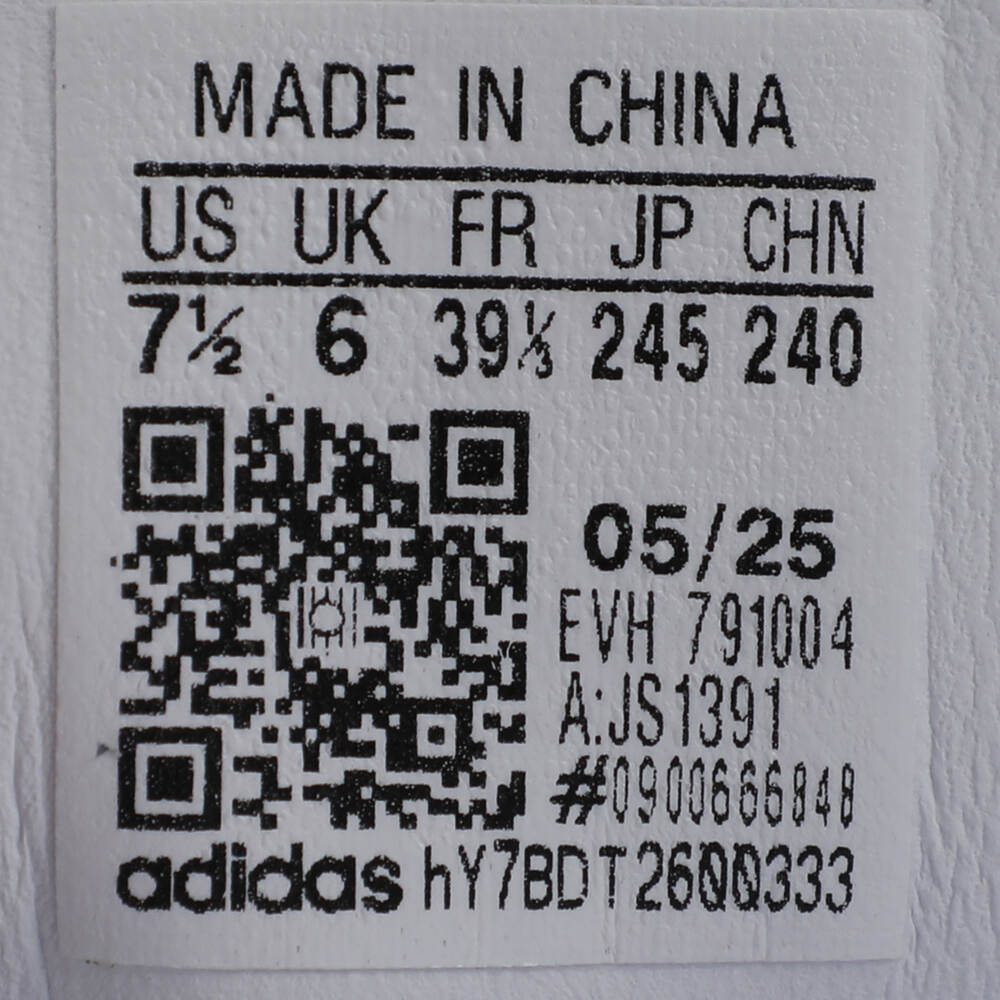 MADE IN CHINA
US UK FR JP CHN
7½ 6 39⅓ 245 240
05/25
EVH 791004
A:JS1391
#0900666848
adidas hY7BDT2600333